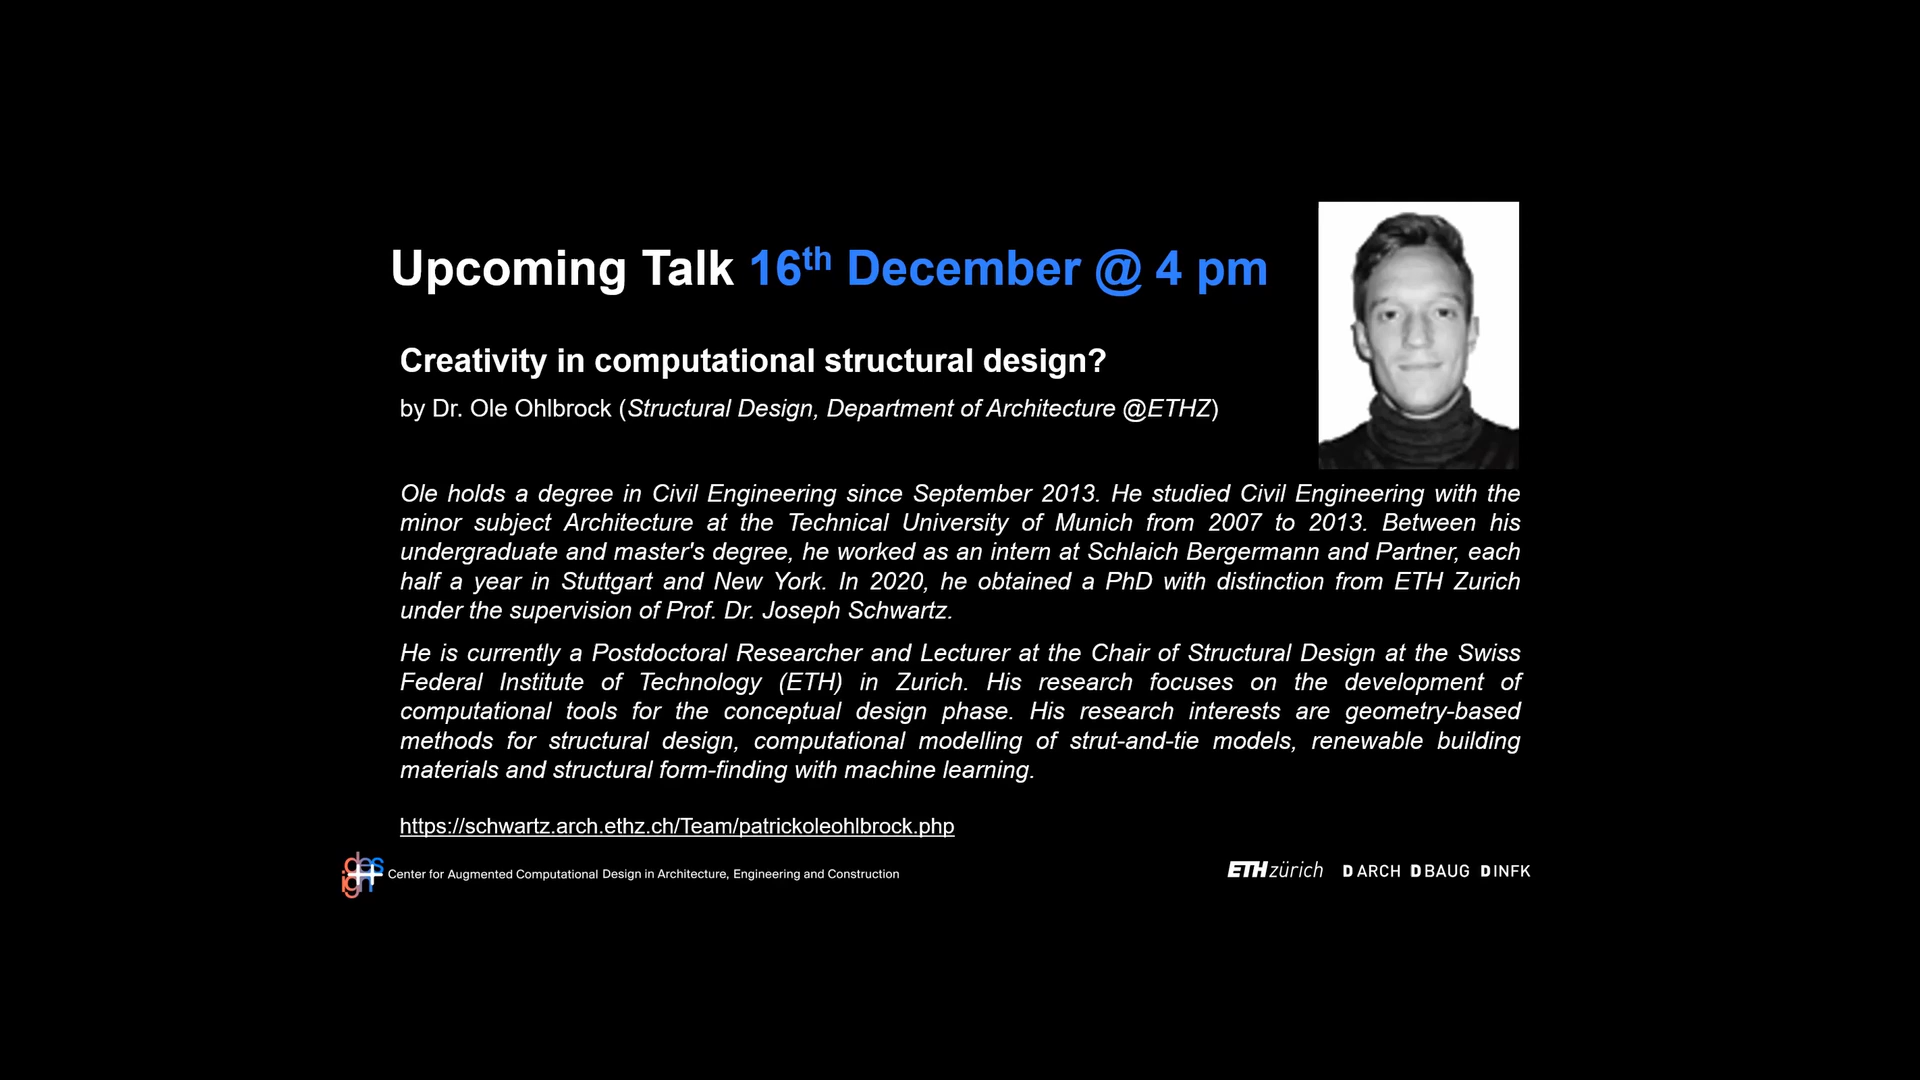 Upcoming Talk 16th December @ 4 pm
Creativity in computational structural design?
by Dr. Ole Ohlbrock (Structural Design, Department of Architecture @ETHZ)
Ole holds a degree in Civil Engineering since September 2013. He studied Civil Engineering with the
minor subject Architecture at the Technical University of Munich from 2007 to 2013. Between his
undergraduate and master's degree, he worked as an intern at Schlaich Bergermann and Partner, each
half a year in Stuttgart and New York. In 2020, he obtained a PhD with distinction from ETH Zurich
under the supervision of Prof. Dr. Joseph Schwartz.
He is currently a Postdoctoral Researcher and Lecturer at the Chair of Structural Design at the Swiss
Federal Institute of Technology (ETH) in Zurich. His research focuses on the development of
computational tools for the conceptual design phase. His research interests are geometry-based
methods for structural design, computational modelling of strut-and-tie models, renewable building
materials and structural form-finding with machine learning.
https://schwartz.arch.ethz.ch/Team/patrickoleohlbrock.php
des
ign++ Center for Augmented Computational Design in Architecture, Engineering and Construction
ETH zürich D ARCH D BAUG D INFK